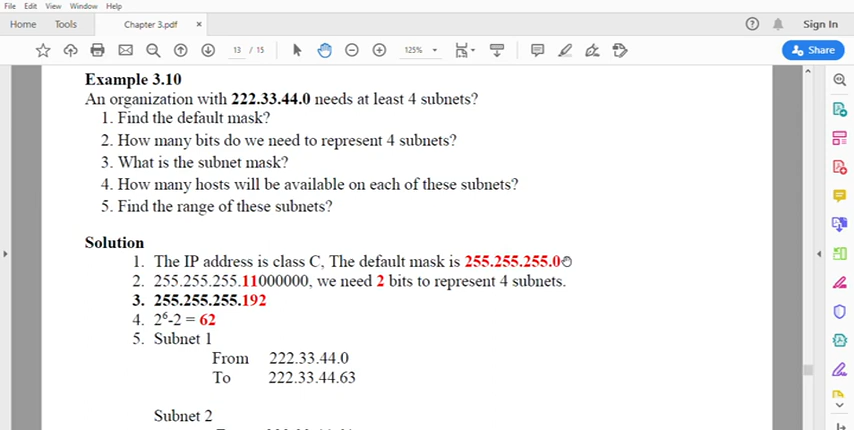 File Edit View Window Help
Home Tools Chapter 3.pdf × Sign In
13 / 15 125% Share
Example 3.10
An organization with 222.33.44.0 needs at least 4 subnets?
1. Find the default mask?
2. How many bits do we need to represent 4 subnets?
3. What is the subnet mask?
4. How many hosts will be available on each of these subnets?
5. Find the range of these subnets?
Solution
1. The IP address is class C, The default mask is 255.255.255.0
2. 255.255.255.11000000, we need 2 bits to represent 4 subnets.
3. 255.255.255.192
4. 2⁶-2 = 62
5. Subnet 1
From 222.33.44.0
To 222.33.44.63
Subnet 2